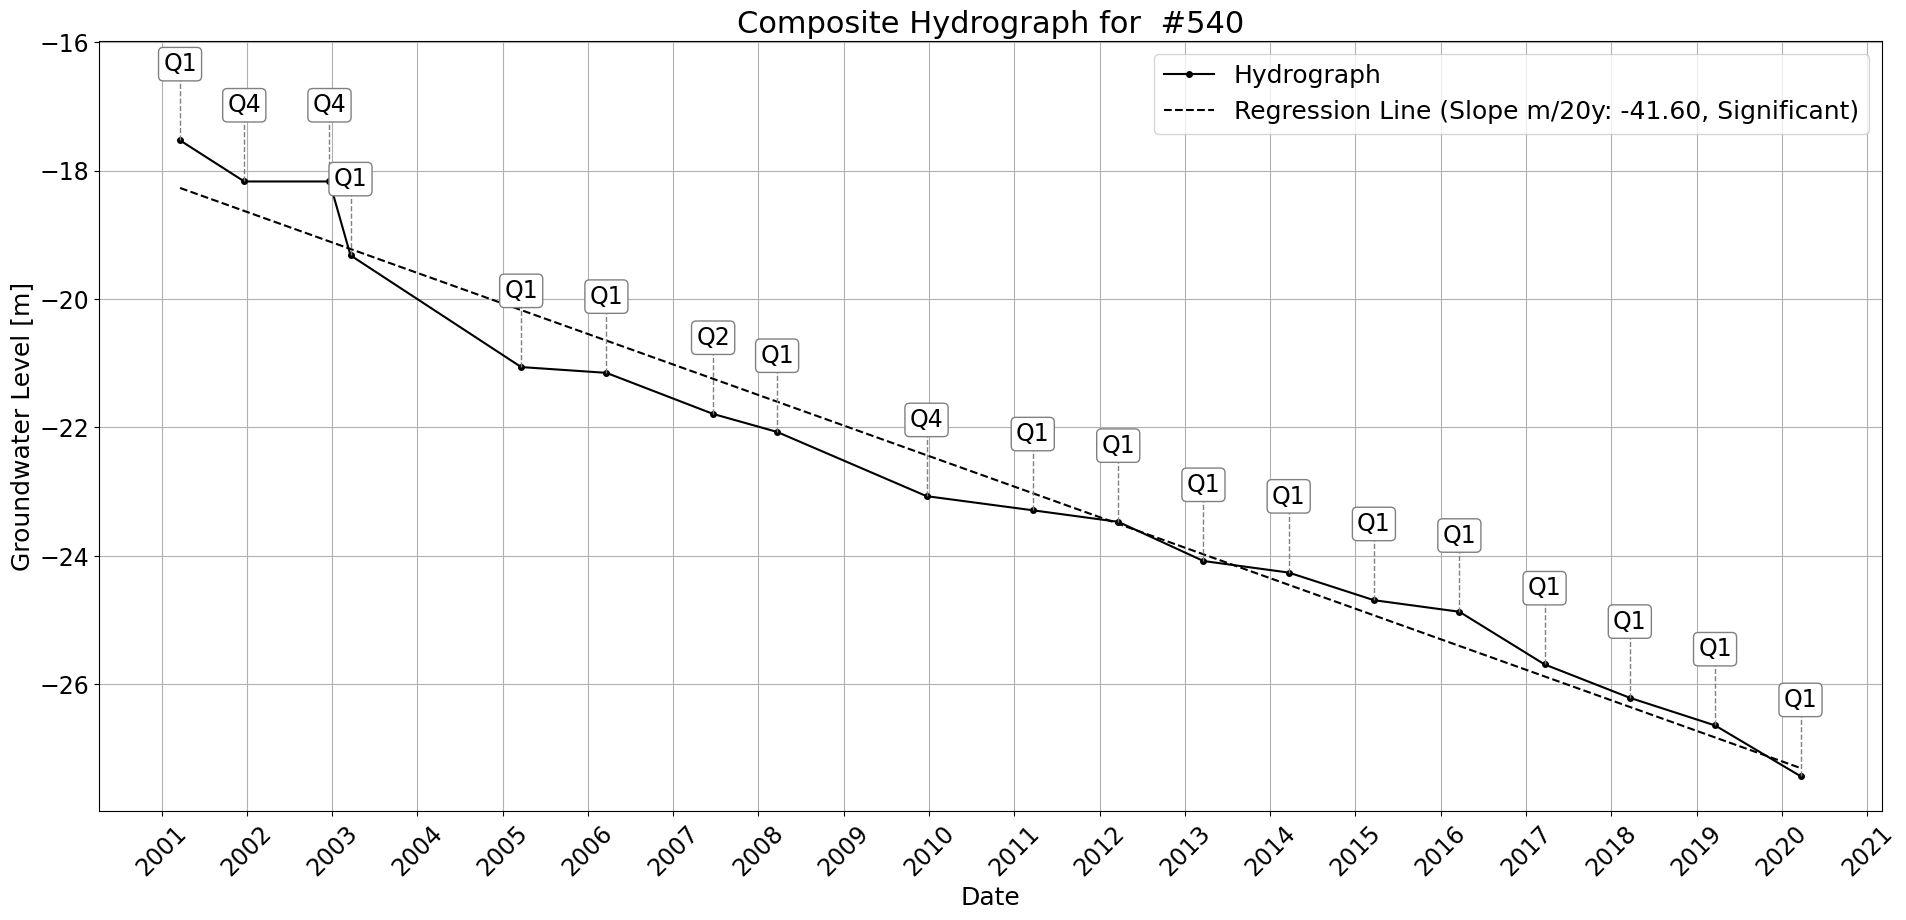 Composite Hydrograph for  #540
Hydrograph
Regression Line (Slope m/20y: -41.60, Significant)
Groundwater Level [m]
−16
−18
−20
−22
−24
−26
Q1
Q4
Q4
Q1
Q1
Q1
Q2
Q1
Q4
Q1
Q1
Q1
Q1
Q1
Q1
Q1
Q1
Q1
Q1
2001
2002
2003
2004
2005
2006
2007
2008
2009
2010
2011
2012
2013
2014
2015
2016
2017
2018
2019
2020
2021
Date